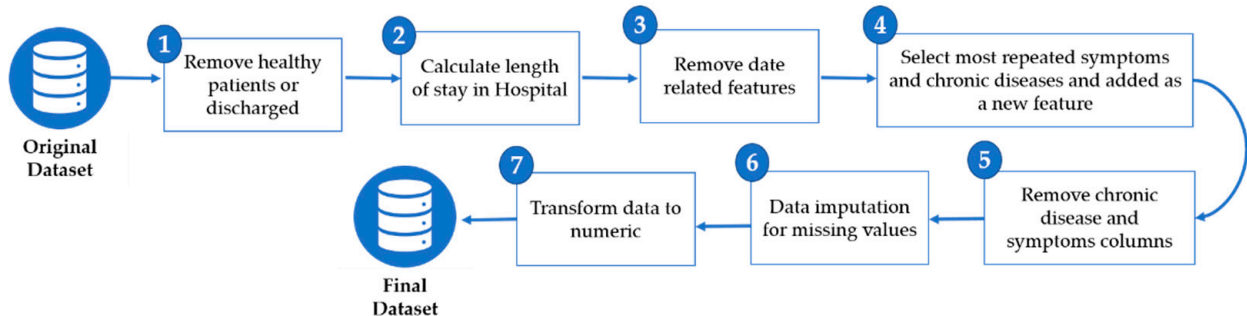 Original
Dataset
1
Remove healthy
patients or
discharged
2
Calculate length
of stay in Hospital
3
Remove date
related features
4
Select most repeated symptoms
and chronic diseases and added as
a new feature
5
Remove chronic
disease and
symptoms columns
6
Data imputation
for missing values
7
Transform data to
numeric
Final
Dataset